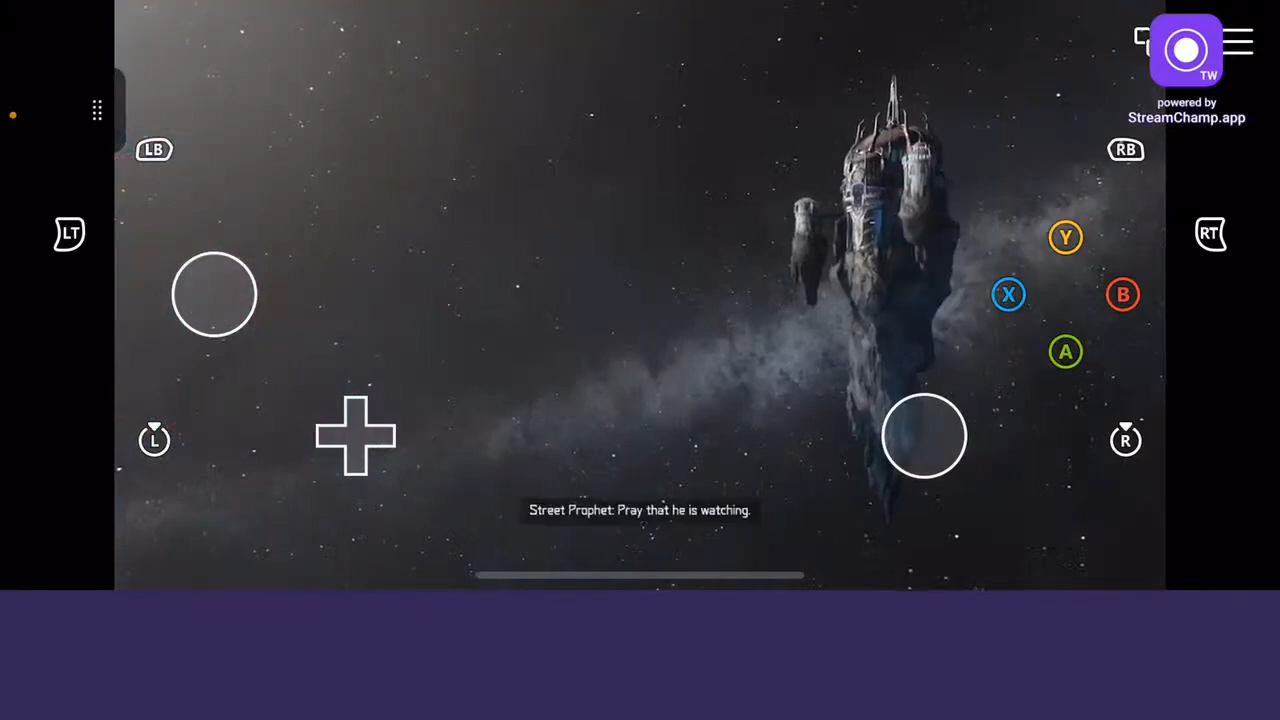 TW
powered by
StreamChamp.app
LB
RB
LT
RT
Y
X
B
A
L
R
Street Prophet: Pray that he is watching.